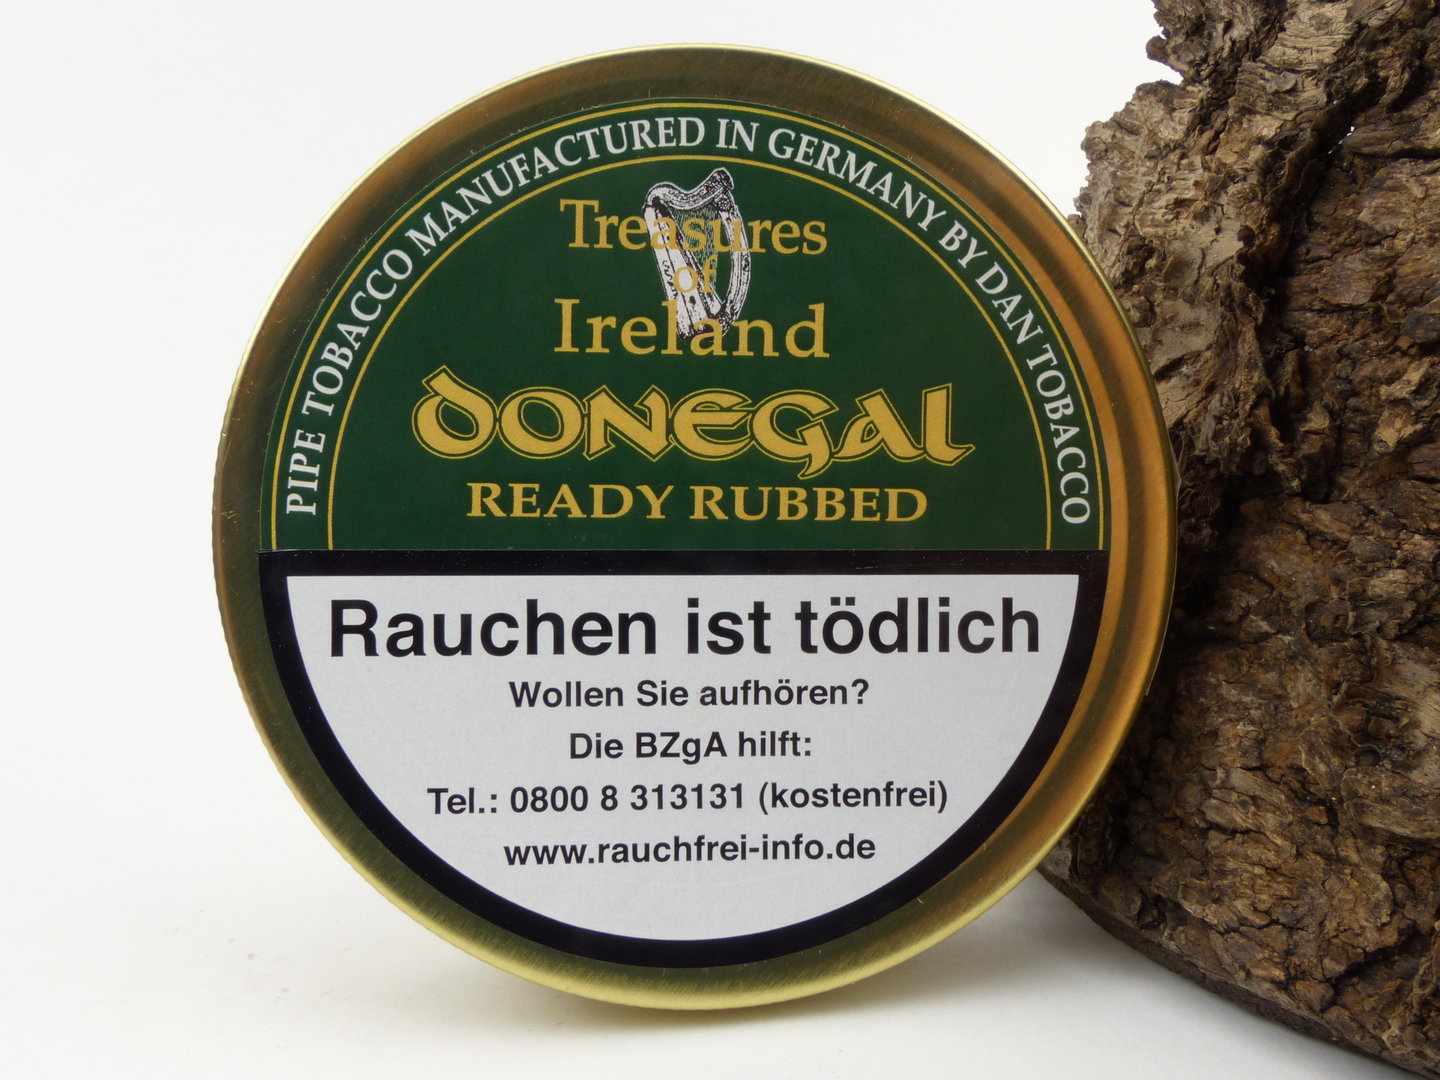 PIPE TOBACCO MANUFACTURED IN GERMANY BY DAN TOBACCO
Treasures
of
Ireland
DONEGAL
READY RUBBED
Rauchen ist tödlich
Wollen Sie aufhören?
Die BZgA hilft:
Tel.: 0800 8 313131 (kostenfrei)
www.rauchfrei-info.de